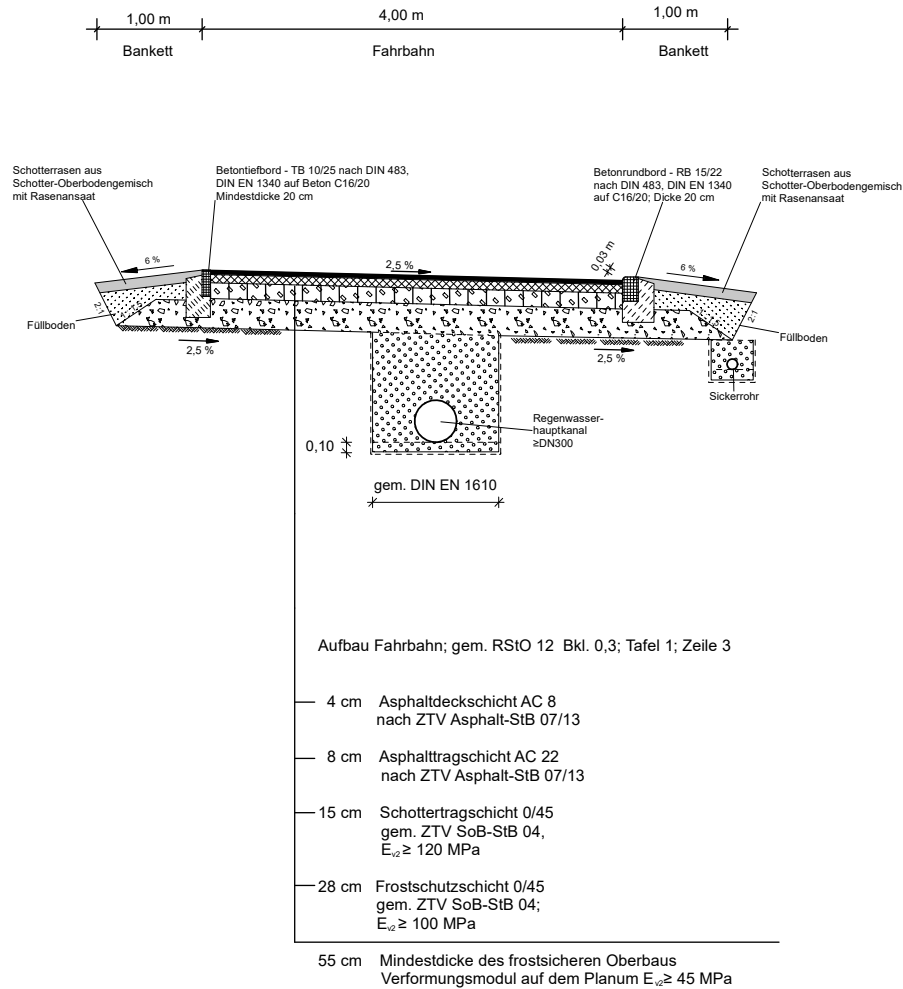 1,00 m
4,00 m
1,00 m
Bankett
Fahrbahn
Bankett
Schotterrasen aus
Schotter-Oberbodengemisch
mit Rasenansaat
Betontiefbord - TB 10/25 nach DIN 483,
DIN EN 1340 auf Beton C16/20
Mindestdicke 20 cm
Betonrundbord - RB 15/22
nach DIN 483, DIN EN 1340
auf C16/20; Dicke 20 cm
Schotterrasen aus
Schotter-Oberbodengemisch
mit Rasenansaat
6 %
2,5 %
0,03 m
6 %
2:1
2:1
Füllboden
Füllboden
2,5 %
2,5 %
Sickerrohr
Regenwasser-
hauptkanal
≥DN300
0,10
gem. DIN EN 1610
Aufbau Fahrbahn; gem. RStO 12 Bkl. 0,3; Tafel 1; Zeile 3
4 cm Asphaltdeckschicht AC 8
nach ZTV Asphalt-StB 07/13
8 cm Asphalttragschicht AC 22
nach ZTV Asphalt-StB 07/13
15 cm Schottertragschicht 0/45
gem. ZTV SoB-StB 04,
Ev2 ≥ 120 MPa
28 cm Frostschutzschicht 0/45
gem. ZTV SoB-StB 04;
Ev2 ≥ 100 MPa
55 cm Mindestdicke des frostsicheren Oberbaus
Verformungsmodul auf dem Planum Ev2≥ 45 MPa